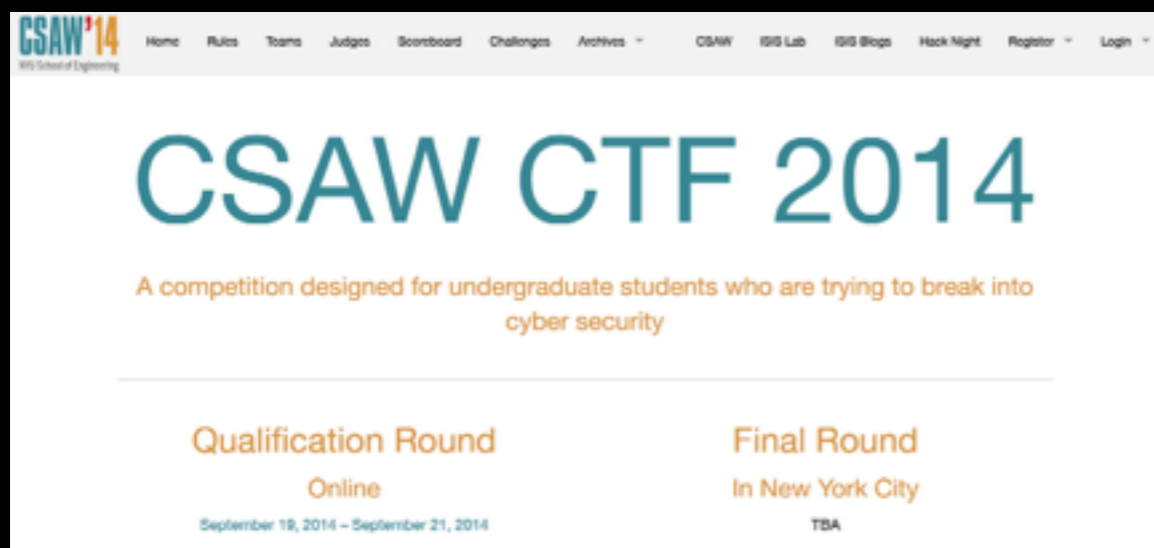 CSAW'14
NYU School of Engineering
Home Rules Teams Judges Scoreboard Challenges Archives CSAW ISIS Lab ISIS Blogs Hack Night Register Login
CSAW CTF 2014
A competition designed for undergraduate students who are trying to break into
cyber security
Qualification Round
Final Round
Online
In New York City
September 19, 2014 – September 21, 2014
TBA